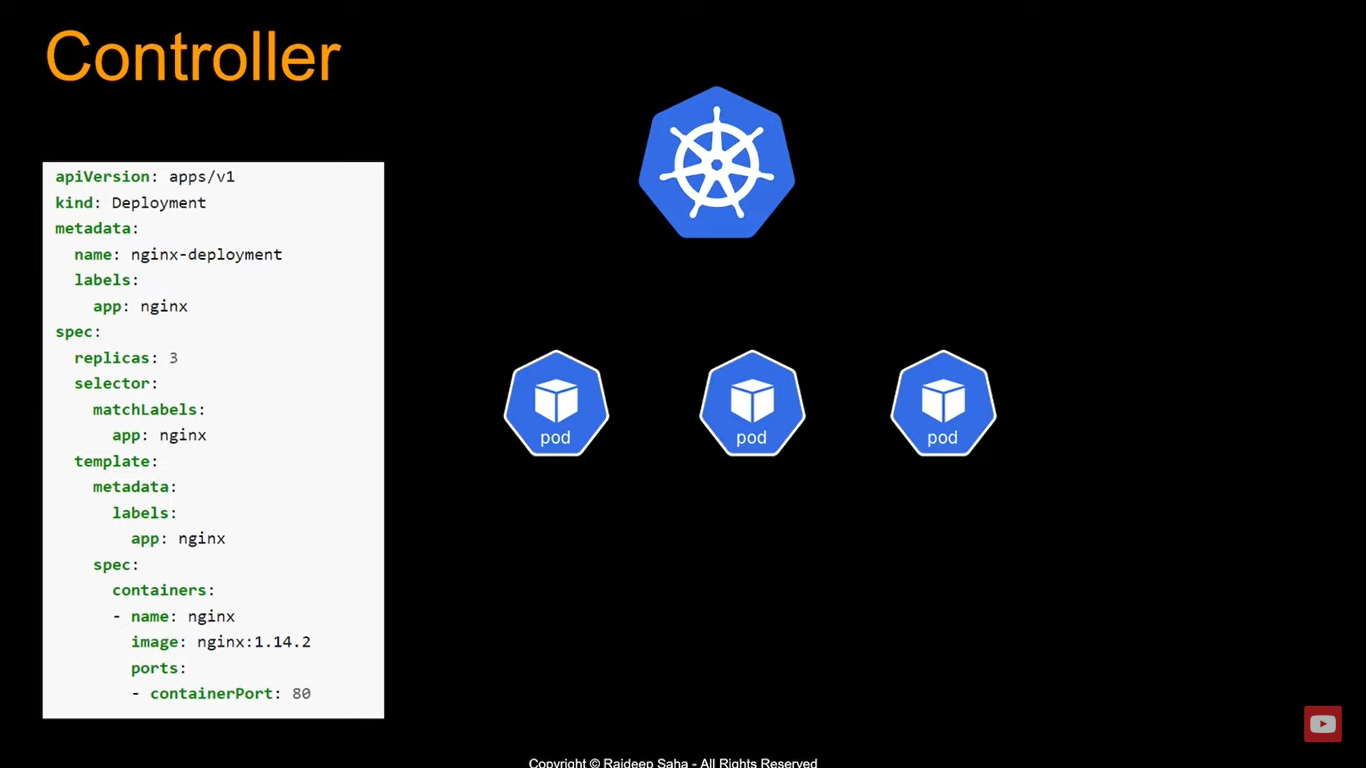 Controller
apiVersion: apps/v1
kind: Deployment
metadata:
  name: nginx-deployment
  labels:
    app: nginx
spec:
  replicas: 3
  selector:
    matchLabels:
      app: nginx
  template:
    metadata:
      labels:
        app: nginx
    spec:
      containers:
      - name: nginx
        image: nginx:1.14.2
        ports:
        - containerPort: 80
pod
pod
pod
Copyright © Rajdeep Saha - All Rights Reserved